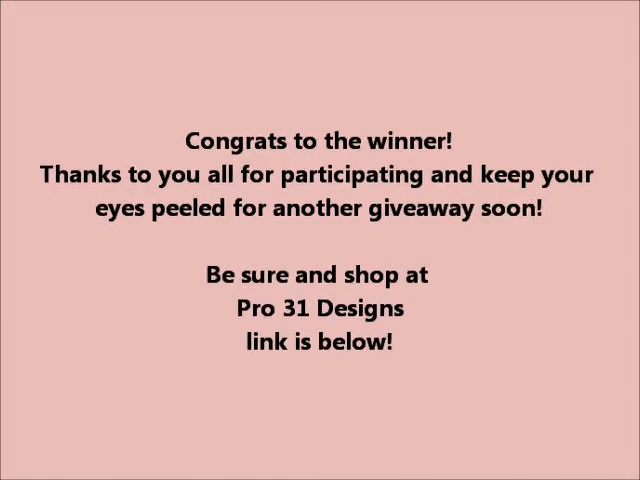 Congrats to the winner!
Thanks to you all for participating and keep your
eyes peeled for another giveaway soon!
Be sure and shop at
Pro 31 Designs
link is below!